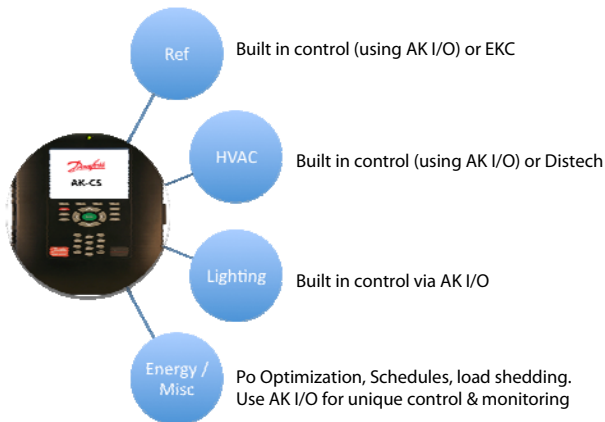 Ref
Built in control (using AK I/O) or EKC
Danfoss
AK-CS
HVAC
Built in control (using AK I/O) or Distech
Lighting
Built in control via AK I/O
Energy /
Misc
Po Optimization, Schedules, load shedding.
Use AK I/O for unique control & monitoring